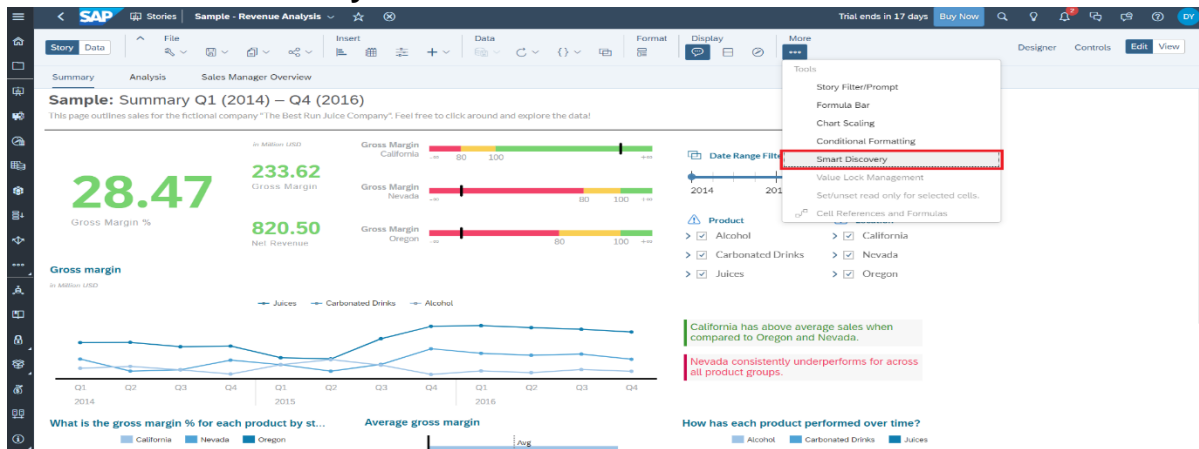 SAP Stories Sample - Revenue Analysis Trial ends in 17 days Buy Now 2 DY
File Insert Data Format Display More
Story Data Designer Controls Edit View
Tools
Summary Analysis Sales Manager Overview
Story Filter/Prompt
Formula Bar
Chart Scaling
Conditional Formatting
Smart Discovery
Value Lock Management
Set/unset read only for selected cells.
Cell References and Formulas
Sample: Summary Q1 (2014) – Q4 (2016)
This page outlines sales for the fictional company "The Best Run Juice Company". Feel free to click around and explore the data!
28.47
Gross Margin %
in Million USD
233.62
Gross Margin
820.50
Net Revenue
Gross Margin
California
-∞ 80 100 +∞
Gross Margin
Nevada
-∞ 80 100 +∞
Gross Margin
Oregon
-∞ 80 100 +∞
Date Range Filte
2014 201
Product
Alcohol California
Carbonated Drinks Nevada
Juices Oregon
Gross margin
in Million USD
Juices Carbonated Drinks Alcohol
Q1 Q2 Q3 Q4 Q1 Q2 Q3 Q4 Q1 Q2 Q3 Q4
2014 2015 2016
California has above average sales when
compared to Oregon and Nevada.
Nevada consistently underperforms for across
all product groups.
What is the gross margin % for each product by st... Average gross margin How has each product performed over time?
California Nevada Oregon Avg Alcohol Carbonated Drinks Juices